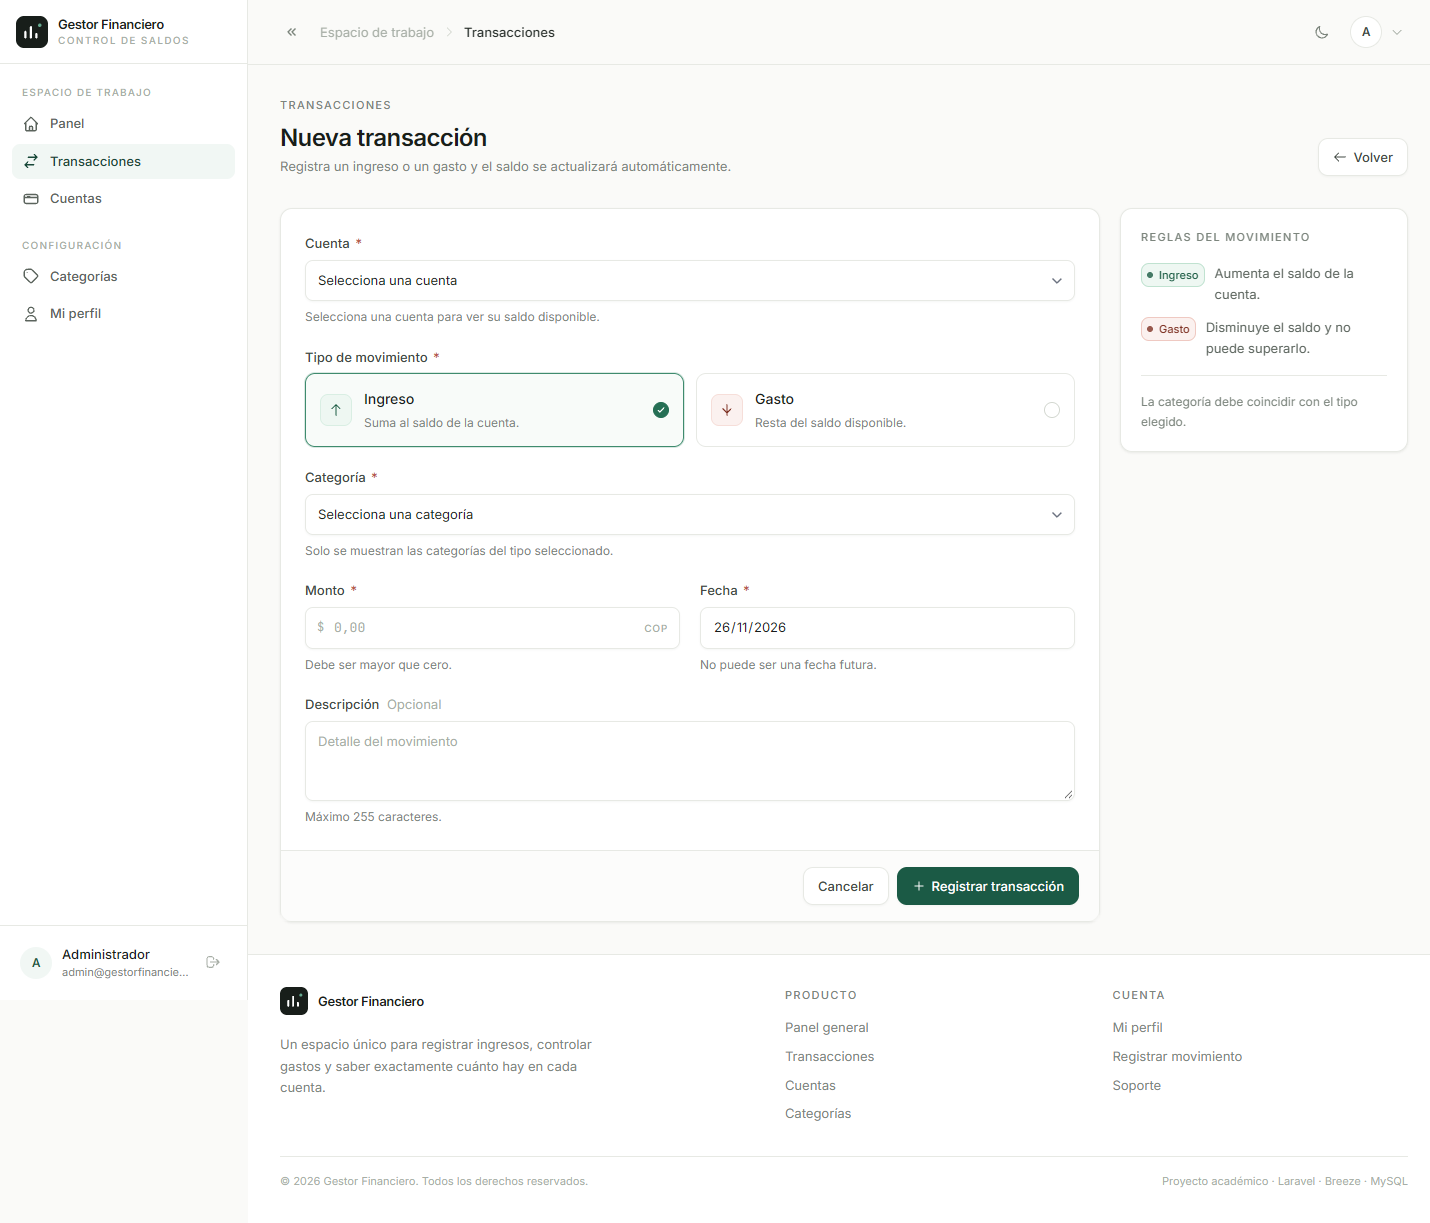 Gestor Financiero
CONTROL DE SALDOS
ESPACIO DE TRABAJO
Panel
Transacciones
Cuentas
CONFIGURACIÓN
Categorías
Mi perfil
A
Administrador
admin@gestorfinancie...
Espacio de trabajo
Transacciones
A
TRANSACCIONES
Nueva transacción
Registra un ingreso o un gasto y el saldo se actualizará automáticamente.
Volver
Cuenta *
Selecciona una cuenta
Selecciona una cuenta para ver su saldo disponible.
Tipo de movimiento *
Ingreso
Suma al saldo de la cuenta.
Gasto
Resta del saldo disponible.
Categoría *
Selecciona una categoría
Solo se muestran las categorías del tipo seleccionado.
Monto *
$ 0,00 COP
Debe ser mayor que cero.
Fecha *
26/11/2026
No puede ser una fecha futura.
Descripción Opcional
Detalle del movimiento
Máximo 255 caracteres.
Cancelar
+ Registrar transacción
REGLAS DEL MOVIMIENTO
Ingreso
Aumenta el saldo de la
cuenta.
Gasto
Disminuye el saldo y no
puede superarlo.
La categoría debe coincidir con el tipo
elegido.
Gestor Financiero
Un espacio único para registrar ingresos, controlar
gastos y saber exactamente cuánto hay en cada
cuenta.
PRODUCTO
Panel general
Transacciones
Cuentas
Categorías
CUENTA
Mi perfil
Registrar movimiento
Soporte
© 2026 Gestor Financiero. Todos los derechos reservados.
Proyecto académico · Laravel · Breeze · MySQL